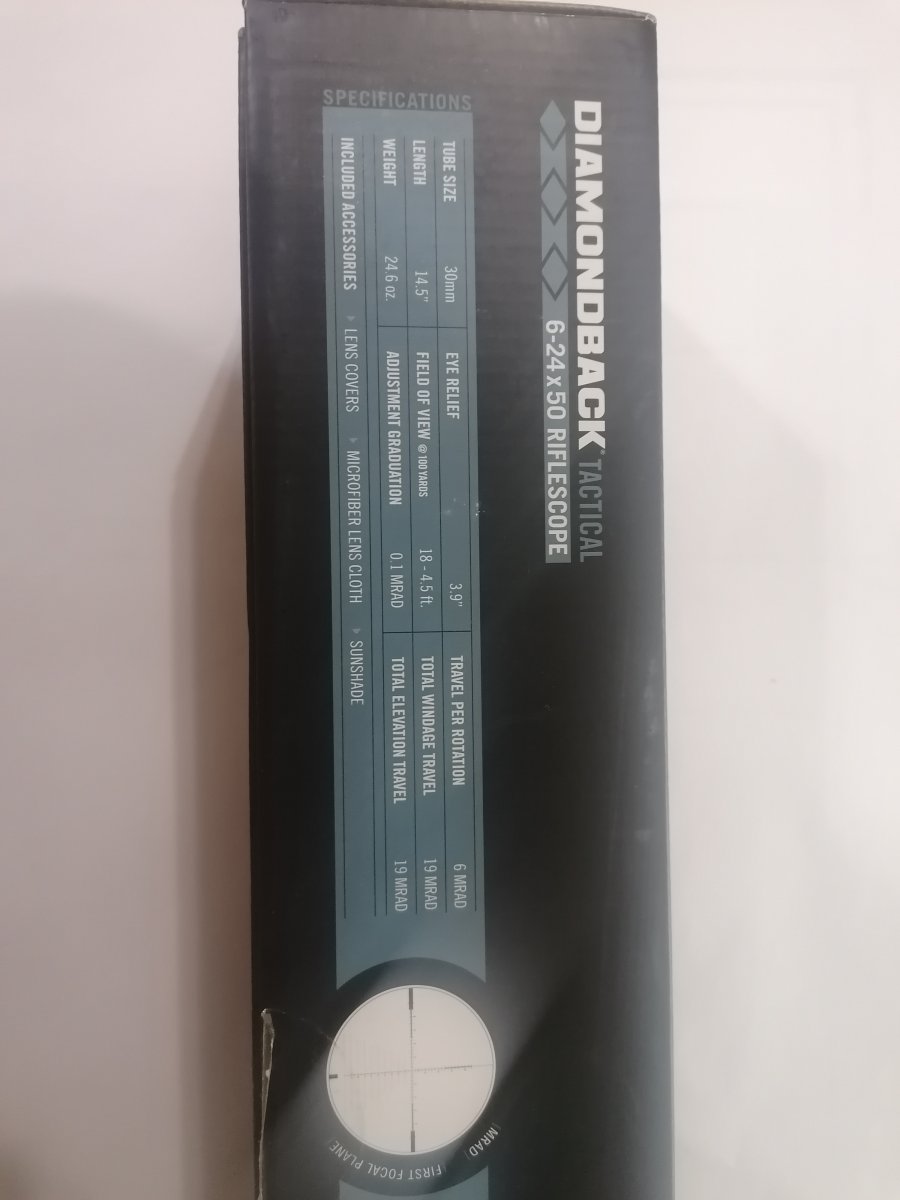 DIAMONDBACK® TACTICAL
6-24x50 RIFLESCOPE
SPECIFICATIONS
TUBE SIZE 30mm EYE RELIEF 3.9" TRAVEL PER ROTATION 6 MRAD
LENGTH 14.5" FIELD OF VIEW @ 100 YARDS 18 - 4.5 ft. TOTAL WINDAGE TRAVEL 19 MRAD
WEIGHT 24.6 oz. ADJUSTMENT GRADUATION 0.1 MRAD TOTAL ELEVATION TRAVEL 19 MRAD
INCLUDED ACCESSORIES LENS COVERS MICROFIBER LENS CLOTH SUNSHADE
(MRAD)
FIRST FOCAL PLANE